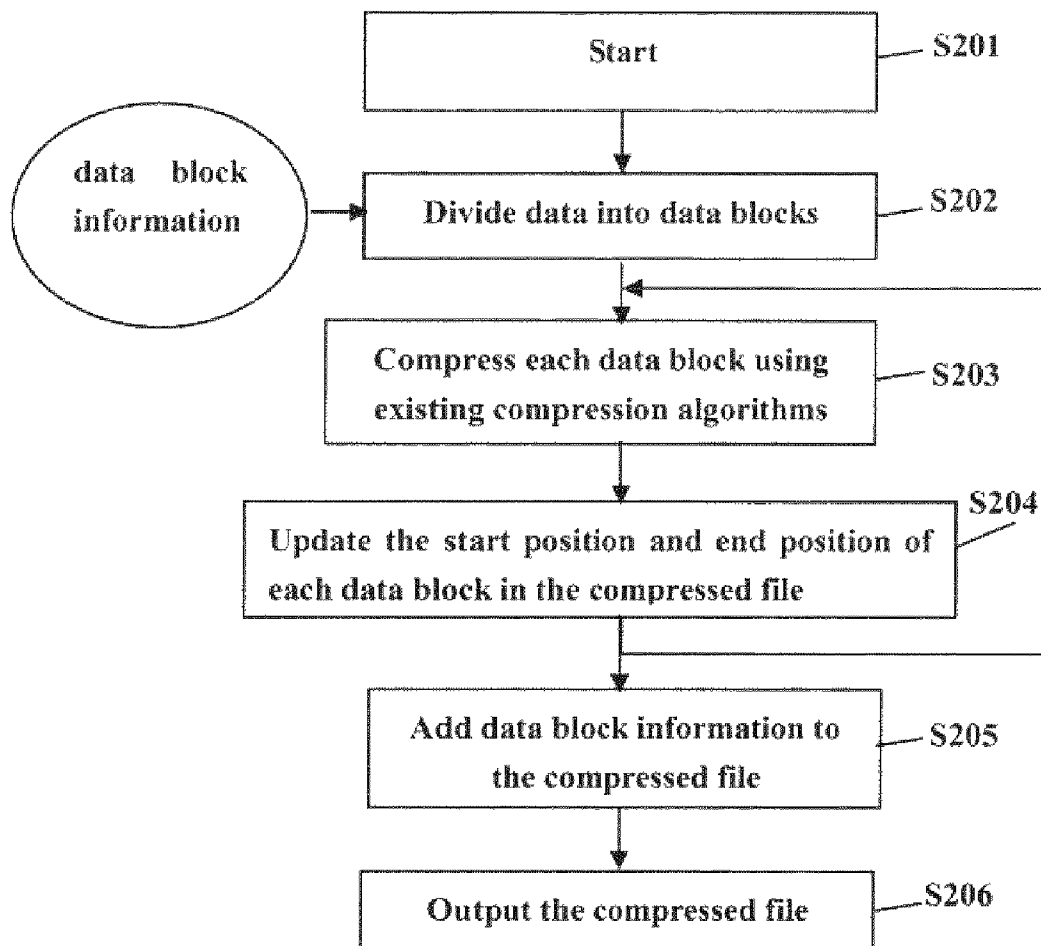 Start
S201
data block
information
Divide data into data blocks
S202
Compress each data block using
existing compression algorithms
S203
S204
Update the start position and end position of
each data block in the compressed file
Add data block information to
the compressed file
S205
Output the compressed file
S206